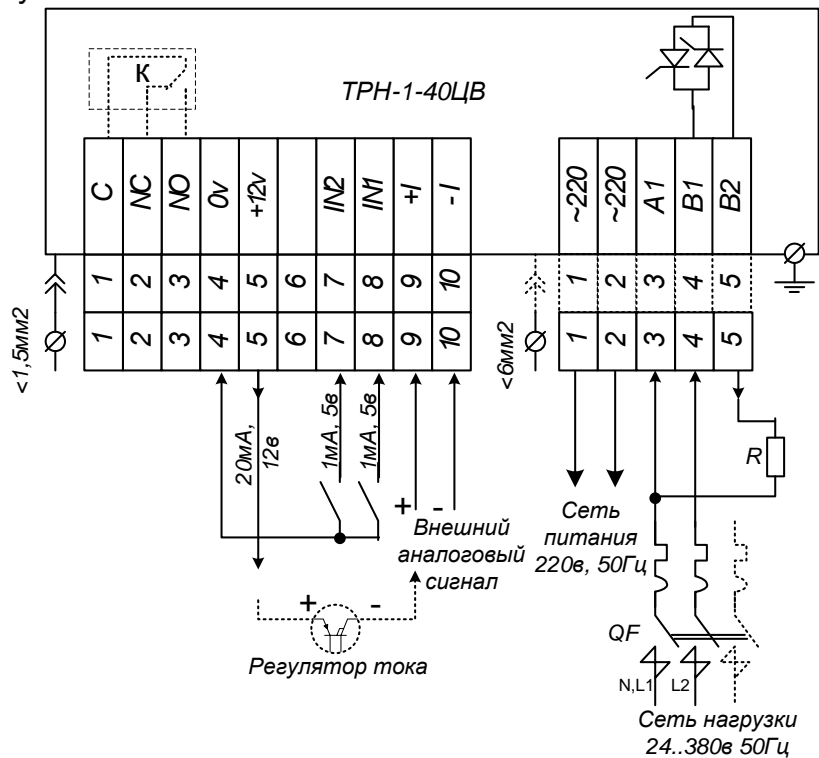 К
ТРН-1-40ЦВ
C
NC
NO
0v
+12v
IN2
IN1
+I
- I
~220
~220
A1
B1
B2
1
2
3
4
5
6
7
8
9
10
1
2
3
4
5
1
2
3
4
5
6
7
8
9
10
1
2
3
4
5
<1,5мм2
<6мм2
20мА,
12в
1мА, 5в
1мА, 5в
+
-
Внешний
аналоговый
сигнал
+
-
Регулятор тока
R
Сеть
питания
220в, 50Гц
QF
N,L1
L2
Сеть нагрузки
24..380в 50Гц